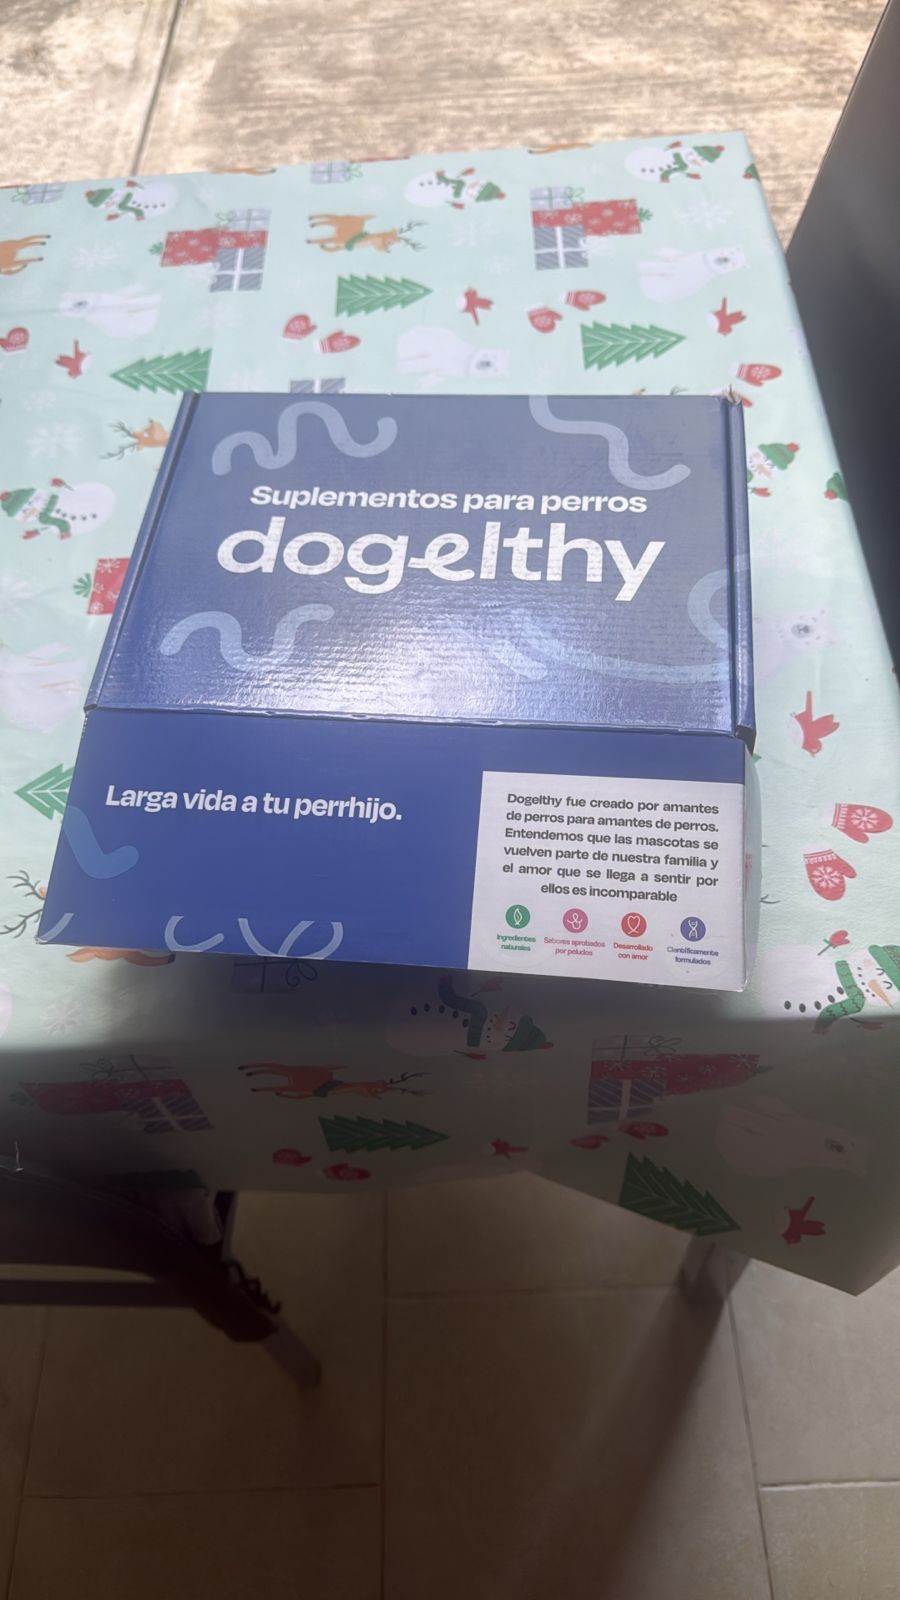 Suplementos para perros
dogelthy
Larga vida a tu perrhijo.
Dogelthy fue creado por amantes
de perros para amantes de perros.
Entendemos que las mascotas se
vuelven parte de nuestra familia y
el amor que se llega a sentir por
ellos es incomparable
Ingredientes
naturales
Sabores aprobados
por peludos
Desarrollado
con amor
Científicamente
formulados